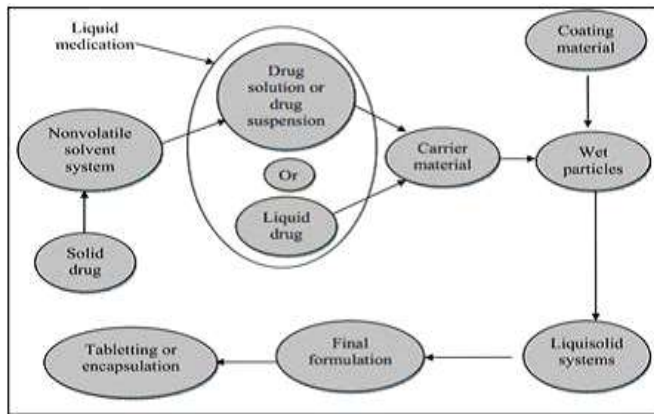 Liquid
medication
Coating
material
Drug
solution or
drug
suspension
Nonvolatile
solvent
system
Carrier
material
Wet
particles
Or
Liquid
drug
Solid
drug
Tabletting or
encapsulation
Final
formulation
Liquisolid
systems